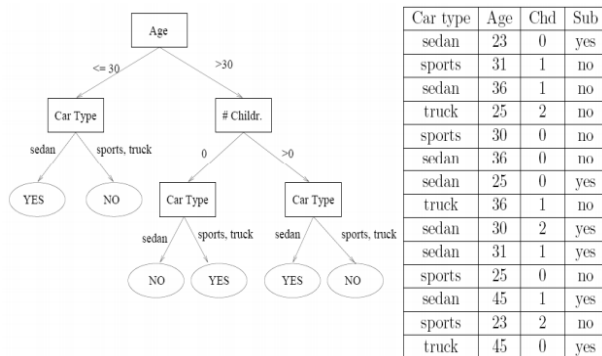 Age
<= 30 >30
Car Type # Childr.
sedan sports, truck 0 >0
YES NO Car Type Car Type
sedan sports, truck sedan sports, truck
NO YES YES NO
Car type Age Chd Sub
sedan 23 0 yes
sports 31 1 no
sedan 36 1 no
truck 25 2 no
sports 30 0 no
sedan 36 0 no
sedan 25 0 yes
truck 36 1 no
sedan 30 2 yes
sedan 31 1 yes
sports 25 0 no
sedan 45 1 yes
sports 23 2 no
truck 45 0 yes